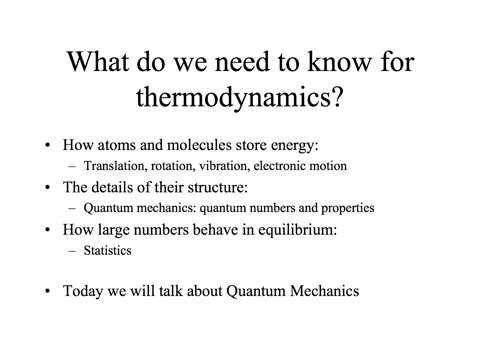 What do we need to know for
thermodynamics?
• How atoms and molecules store energy:
– Translation, rotation, vibration, electronic motion
• The details of their structure:
– Quantum mechanics: quantum numbers and properties
• How large numbers behave in equilibrium:
– Statistics
• Today we will talk about Quantum Mechanics